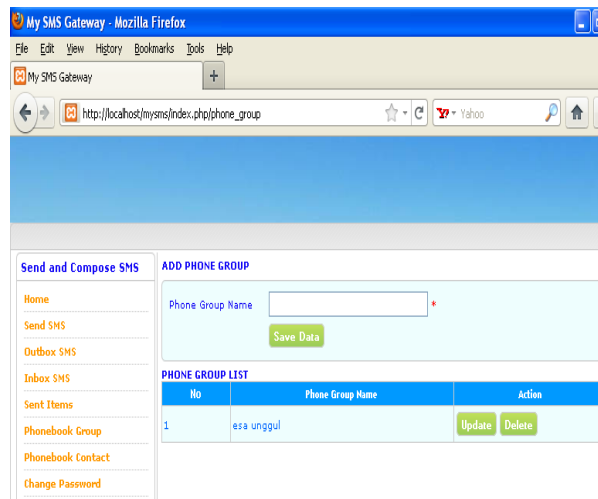 My SMS Gateway - Mozilla Firefox
File Edit View History Bookmarks Tools Help
My SMS Gateway
http://localhost/mysms/index.php/phone_group
Yahoo
Send and Compose SMS
Home
Send SMS
Outbox SMS
Inbox SMS
Sent Items
Phonebook Group
Phonebook Contact
Change Password
ADD PHONE GROUP
Phone Group Name *
Save Data
PHONE GROUP LIST
No Phone Group Name Action
1 esa unggul Update Delete